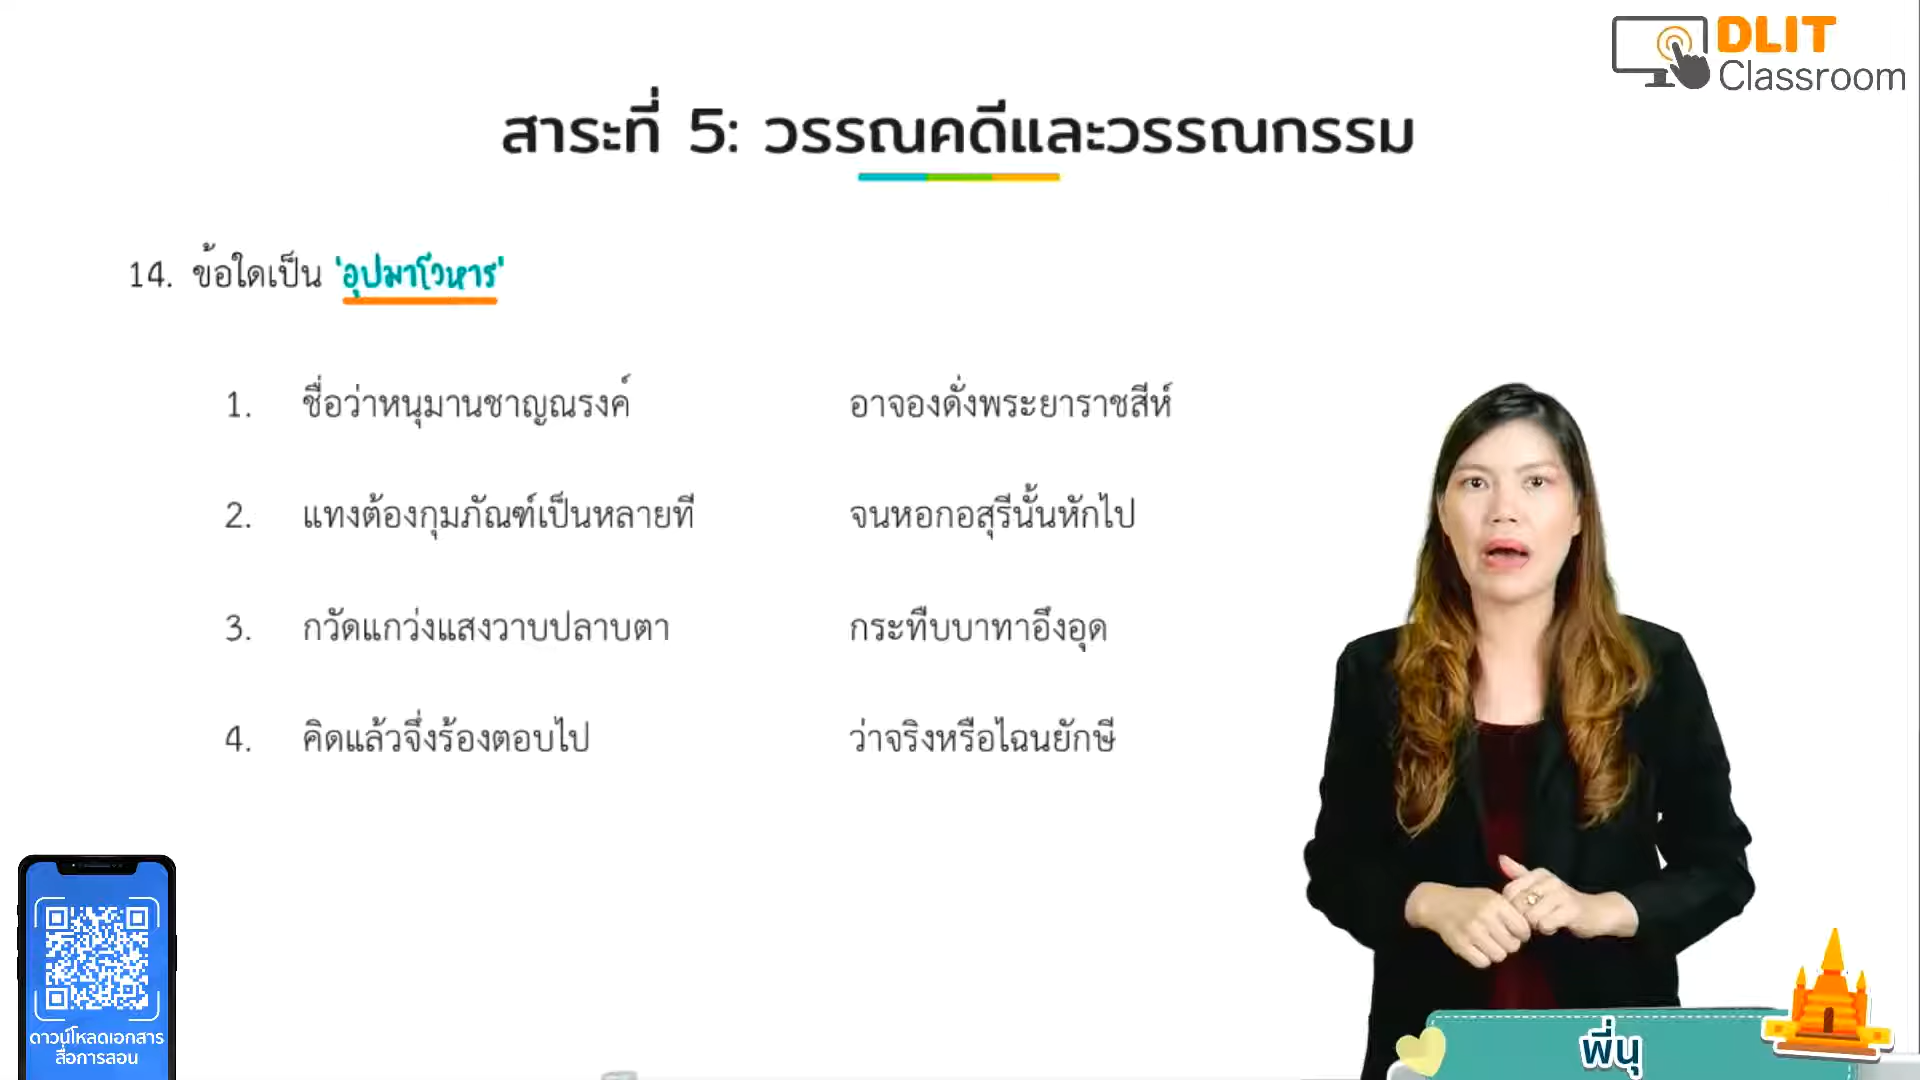 DLIT
Classroom
สาระที่ 5: วรรณคดีและวรรณกรรม
14. ข้อใดเป็น 'อุปมาโวหาร'
1. ชื่อว่าหนุมานชาญณรงค์ อาจองดั่งพระยาราชสีห์
2. แทงต้องกุมภัณฑ์เป็นหลายที จนหอกอสุรีนั้นหักไป
3. กวัดแกว่งแสงวาบปลาบตา กระทืบบาทาอึงอุด
4. คิดแล้วจึ่งร้องตอบไป ว่าจริงหรือไฉนยักษี
ดาวน์โหลดเอกสาร
สื่อการสอน
พี่นุ